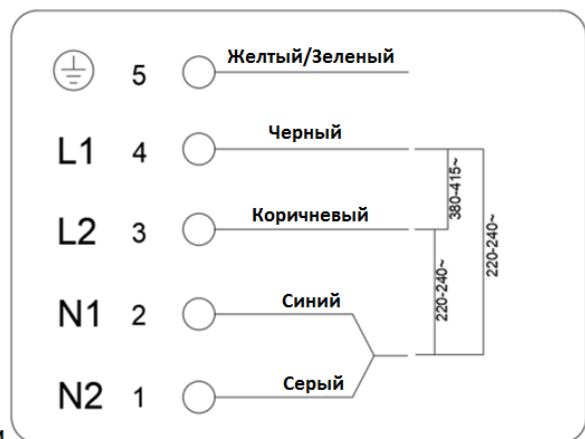 5 Желтый/Зеленый
L1 4 Черный
L2 3 Коричневый
N1 2 Синий
N2 1 Серый
380-415~
220-240~
220-240~